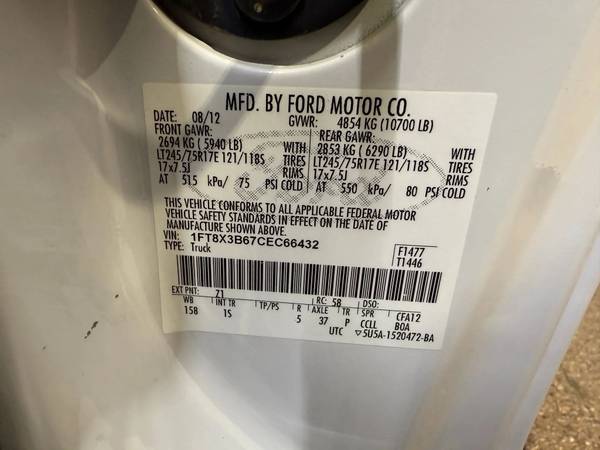 MFD. BY FORD MOTOR CO.
DATE: 08/12 GVWR: 4854 KG (10700 LB)
FRONT GAWR: REAR GAWR:
2694 KG ( 5940 LB) WITH 2853 KG ( 6290 LB) WITH
LT245/75R17E 121/118S TIRES LT245/75R17E 121/118S TIRES
17x7.5J RIMS 17x7.5J RIMS
AT 515 kPa/ 75 PSI COLD AT 550 kPa/ 80 PSI COLD
THIS VEHICLE CONFORMS TO ALL APPLICABLE FEDERAL MOTOR
VEHICLE SAFETY STANDARDS IN EFFECT ON THE DATE OF
MANUFACTURE SHOWN ABOVE.
VIN: 1FT8X3B67CEC66432
TYPE: Truck
F1477
T1446
EXT PNT: Z1 RC: 58 DSO:
WB INT TR TP/PS R AXLE TR SPR CFA12
158 1S 5 37 P CCLL BOA
UTC ▽5U5A-1520472-BA